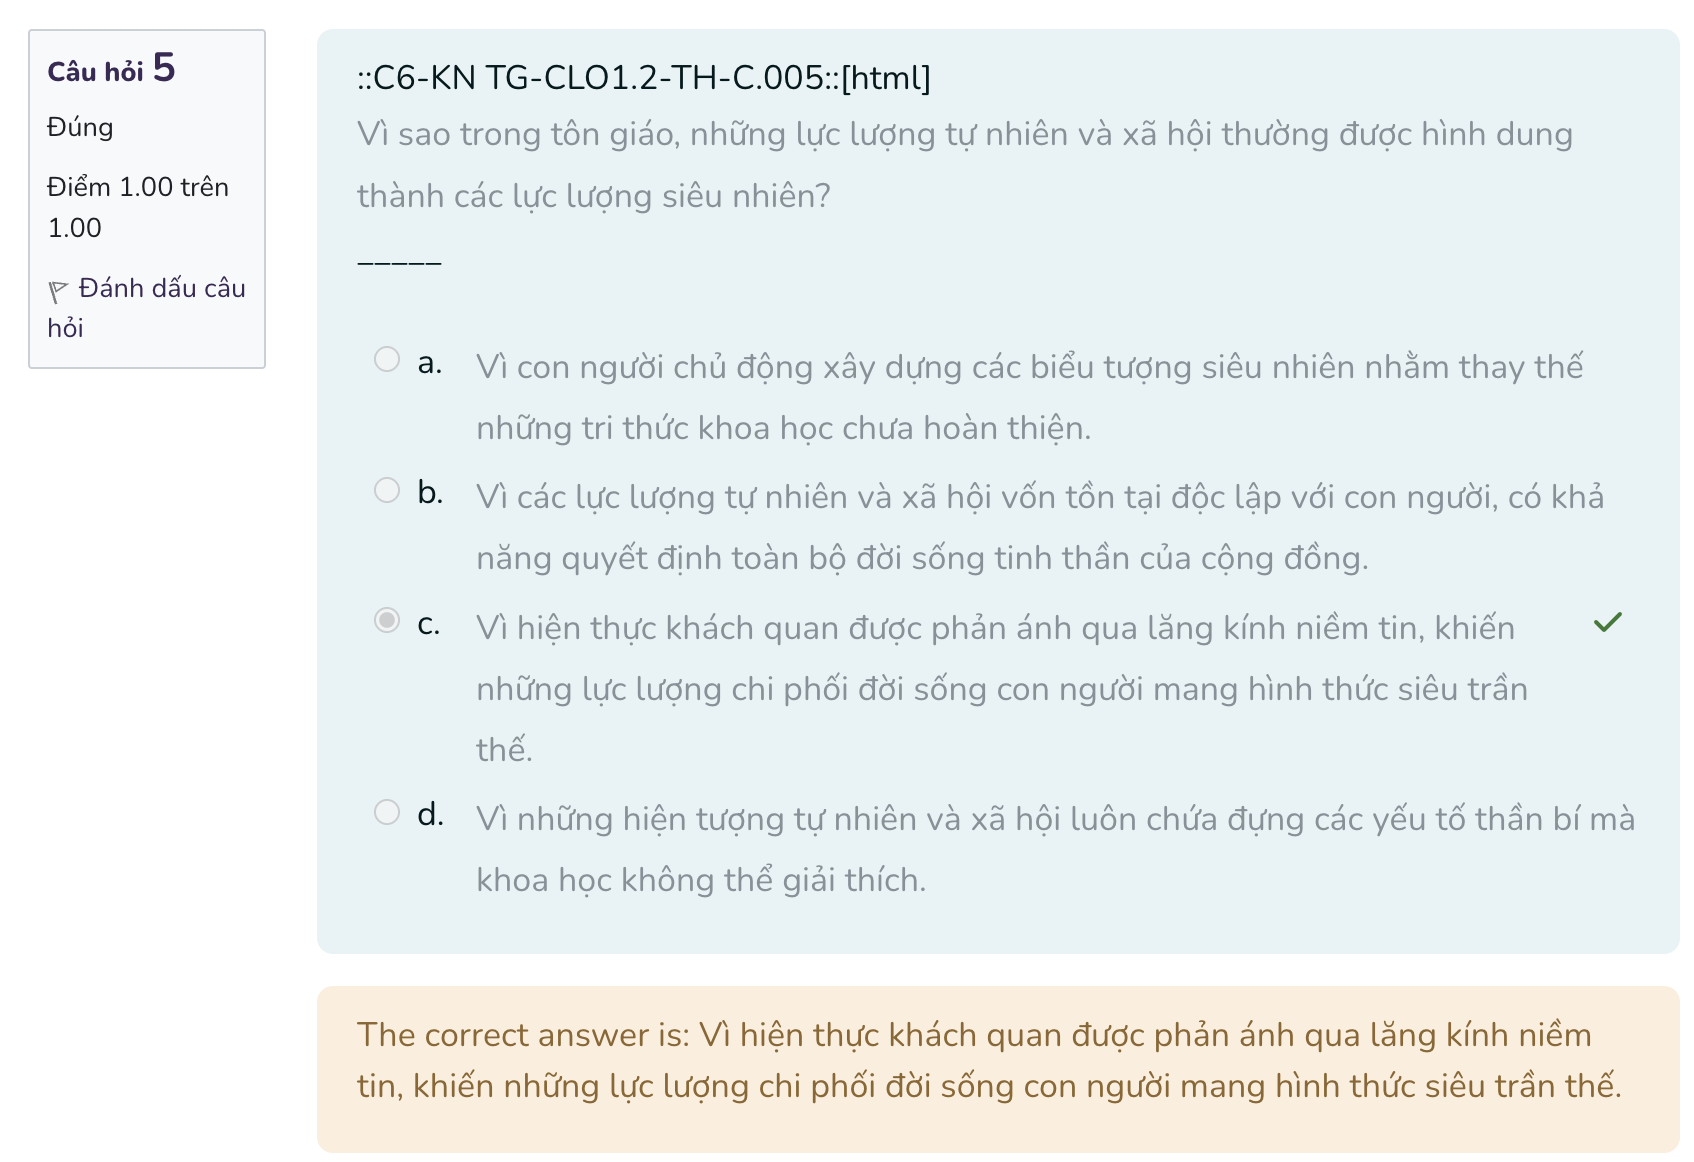 Câu hỏi 5
Đúng
Điểm 1.00 trên
1.00
Đánh dấu câu
hỏi
::C6-KN TG-CLO1.2-TH-C.005::[html]
Vì sao trong tôn giáo, những lực lượng tự nhiên và xã hội thường được hình dung
thành các lực lượng siêu nhiên?
_____
a. Vì con người chủ động xây dựng các biểu tượng siêu nhiên nhằm thay thế
những tri thức khoa học chưa hoàn thiện.
b. Vì các lực lượng tự nhiên và xã hội vốn tồn tại độc lập với con người, có khả
năng quyết định toàn bộ đời sống tinh thần của cộng đồng.
c. Vì hiện thực khách quan được phản ánh qua lăng kính niềm tin, khiến
những lực lượng chi phối đời sống con người mang hình thức siêu trần
thế.
d. Vì những hiện tượng tự nhiên và xã hội luôn chứa đựng các yếu tố thần bí mà
khoa học không thể giải thích.
The correct answer is: Vì hiện thực khách quan được phản ánh qua lăng kính niềm
tin, khiến những lực lượng chi phối đời sống con người mang hình thức siêu trần thế.